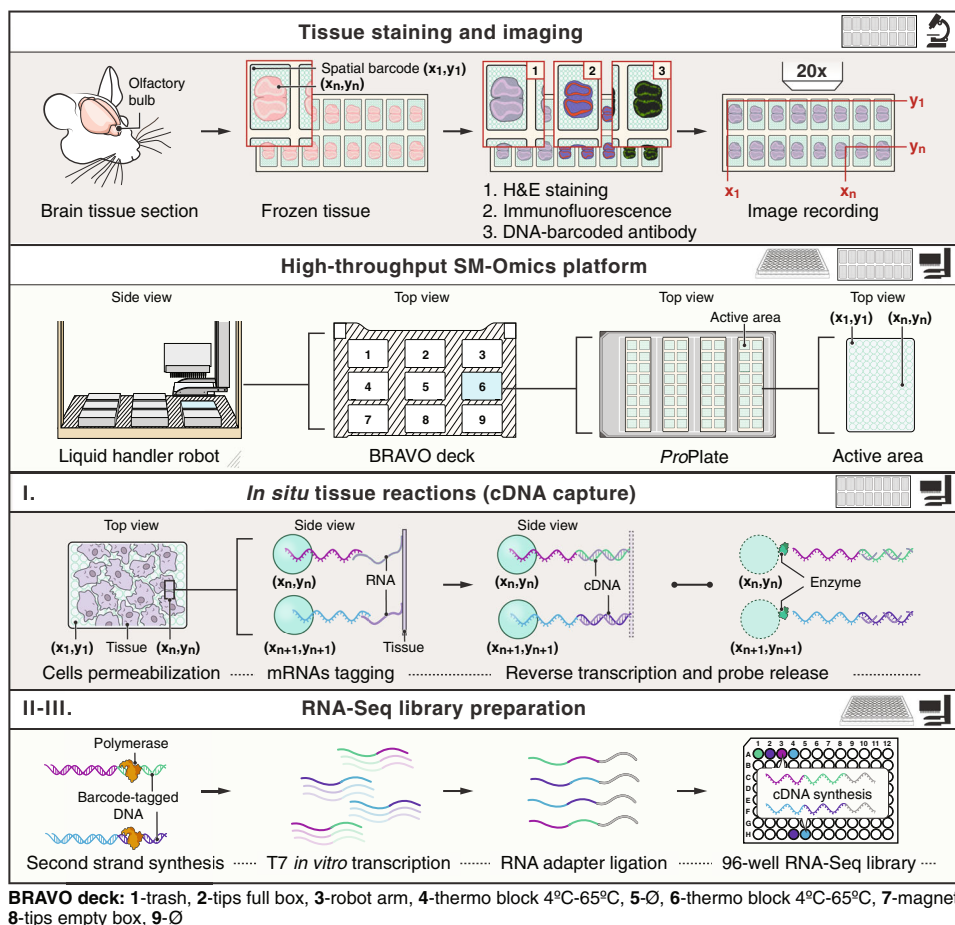 Tissue staining and imaging
Olfactory
bulb
Spatial barcode (x1,y1)
(xn,yn)
1
2
3
20x
y1
yn
x1
xn
1. H&E staining
2. Immunofluorescence
3. DNA-barcoded antibody
Brain tissue section
Frozen tissue
Image recording
High-throughput SM-Omics platform
Side view
Top view
Top view
Top view
Active area
(x1,y1)
(xn,yn)
1
2
3
4
5
6
7
8
9
Liquid handler robot
BRAVO deck
ProPlate
Active area
I.
In situ tissue reactions (cDNA capture)
Top view
Side view
Side view
(xn,yn)
RNA
(xn,yn)
cDNA
(xn,yn)
Enzyme
(x1,y1)
Tissue
(xn,yn)
(xn+1,yn+1)
Tissue
(xn+1,yn+1)
(xn+1,yn+1)
Cells permeabilization
mRNAs tagging
Reverse transcription and probe release
II-III.
RNA-Seq library preparation
Polymerase
Barcode-tagged
DNA
1 2 3 4 5 6 7 8 9 10 11 12
A
B
C
D
E
F
G
H
cDNA synthesis
Second strand synthesis
T7 in vitro transcription
RNA adapter ligation
96-well RNA-Seq library
BRAVO deck: 1-trash, 2-tips full box, 3-robot arm, 4-thermo block 4ºC-65ºC, 5-Ø, 6-thermo block 4ºC-65ºC, 7-magnet
8-tips empty box, 9-Ø